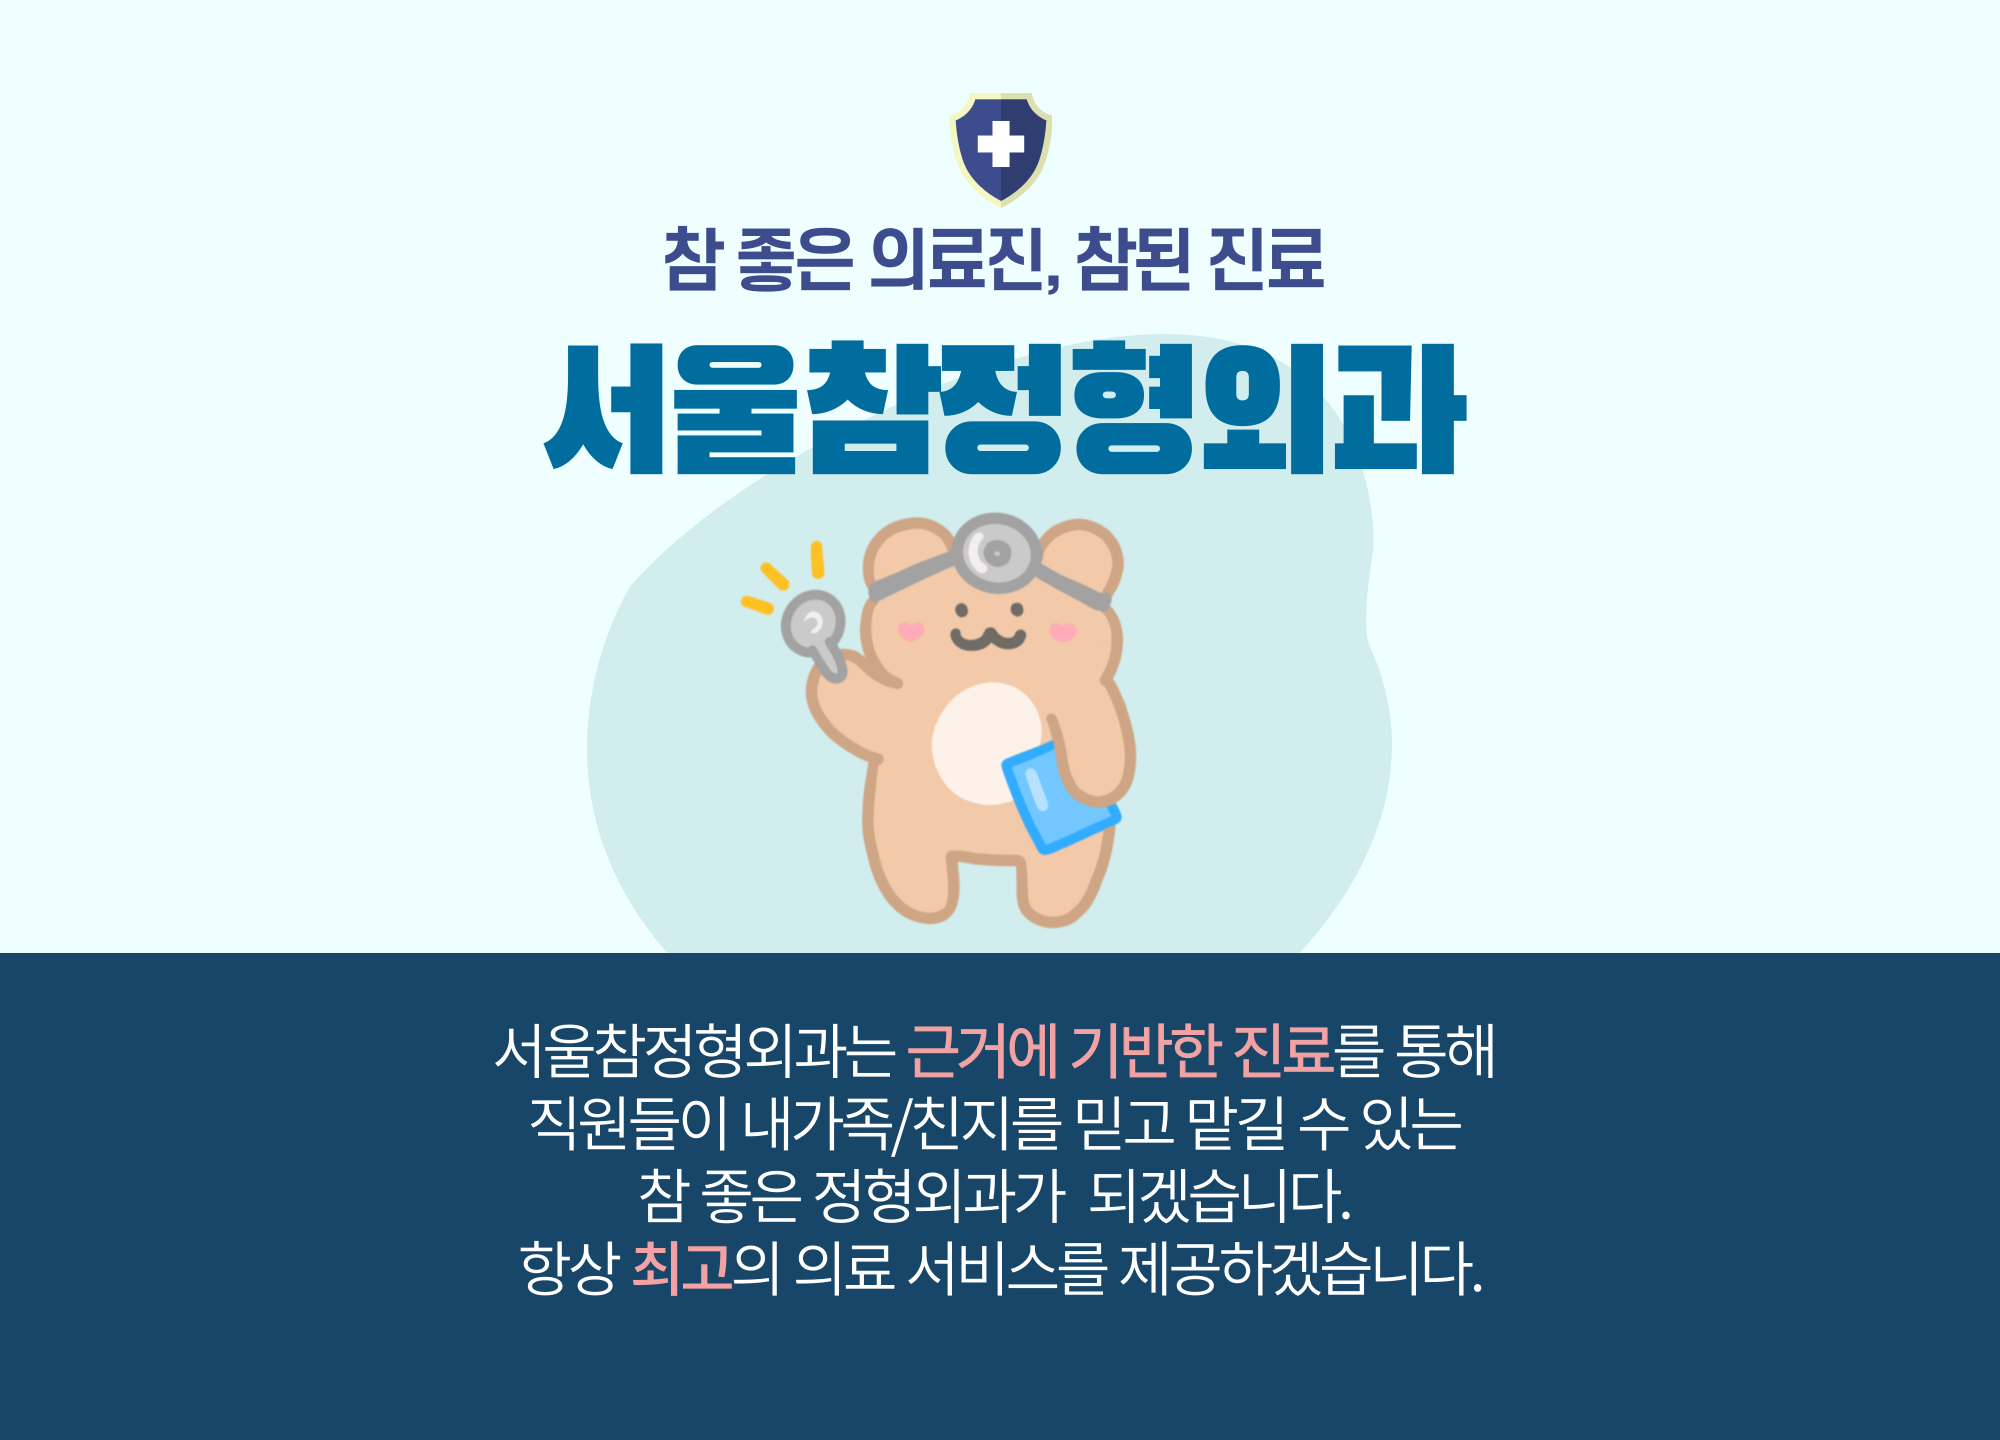 참 좋은 의료진, 참된 진료
서울참정형외과
서울참정형외과는 근거에 기반한 진료를 통해
직원들이 내가족/친지를 믿고 맡길 수 있는
참 좋은 정형외과가 되겠습니다.
항상 최고의 의료 서비스를 제공하겠습니다.